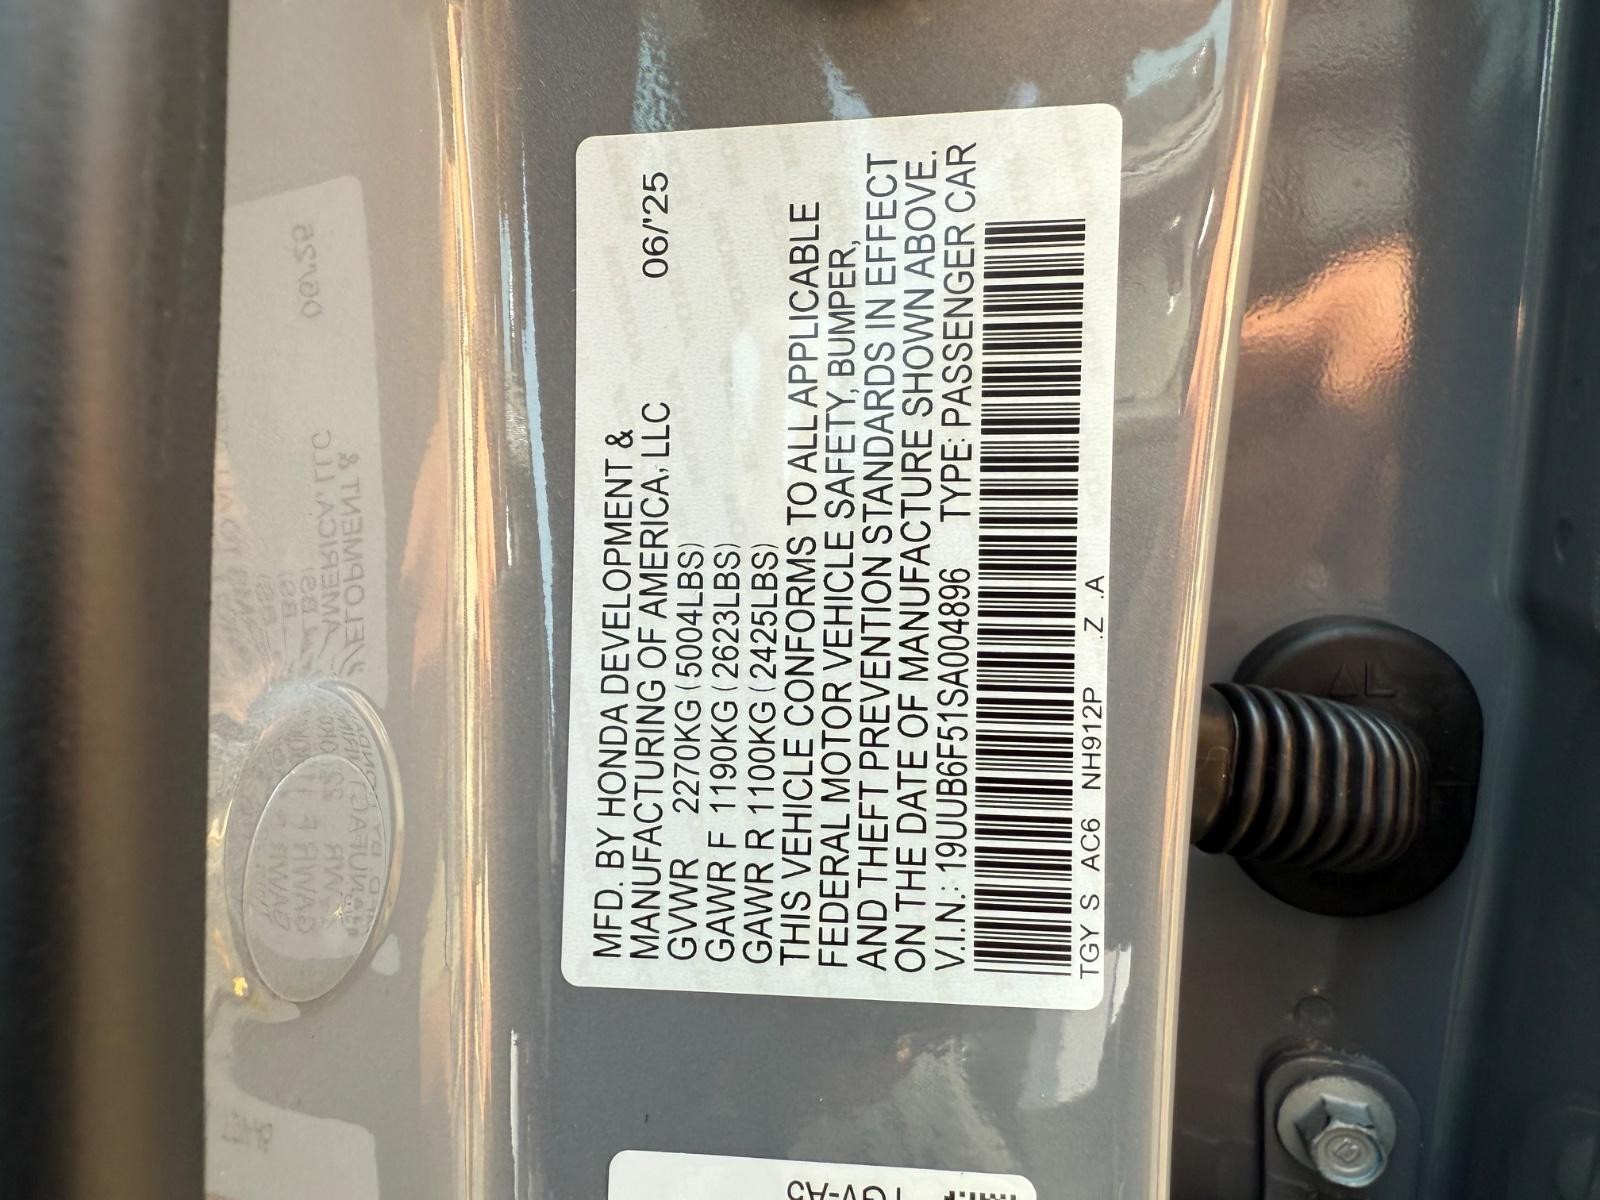 MFD. BY HONDA DEVELOPMENT &
MANUFACTURING OF AMERICA, LLC 06/'25
GVWR 2270KG (5004LBS)
GAWR F 1190KG (2623LBS)
GAWR R 1100KG (2425LBS)
THIS VEHICLE CONFORMS TO ALL APPLICABLE
FEDERAL MOTOR VEHICLE SAFETY, BUMPER,
AND THEFT PREVENTION STANDARDS IN EFFECT
ON THE DATE OF MANUFACTURE SHOWN ABOVE.
V.I.N.: 19UUB6F51SA004896 TYPE: PASSENGER CAR
TGY S AC6 NH912P .Z .A
TGV-A5